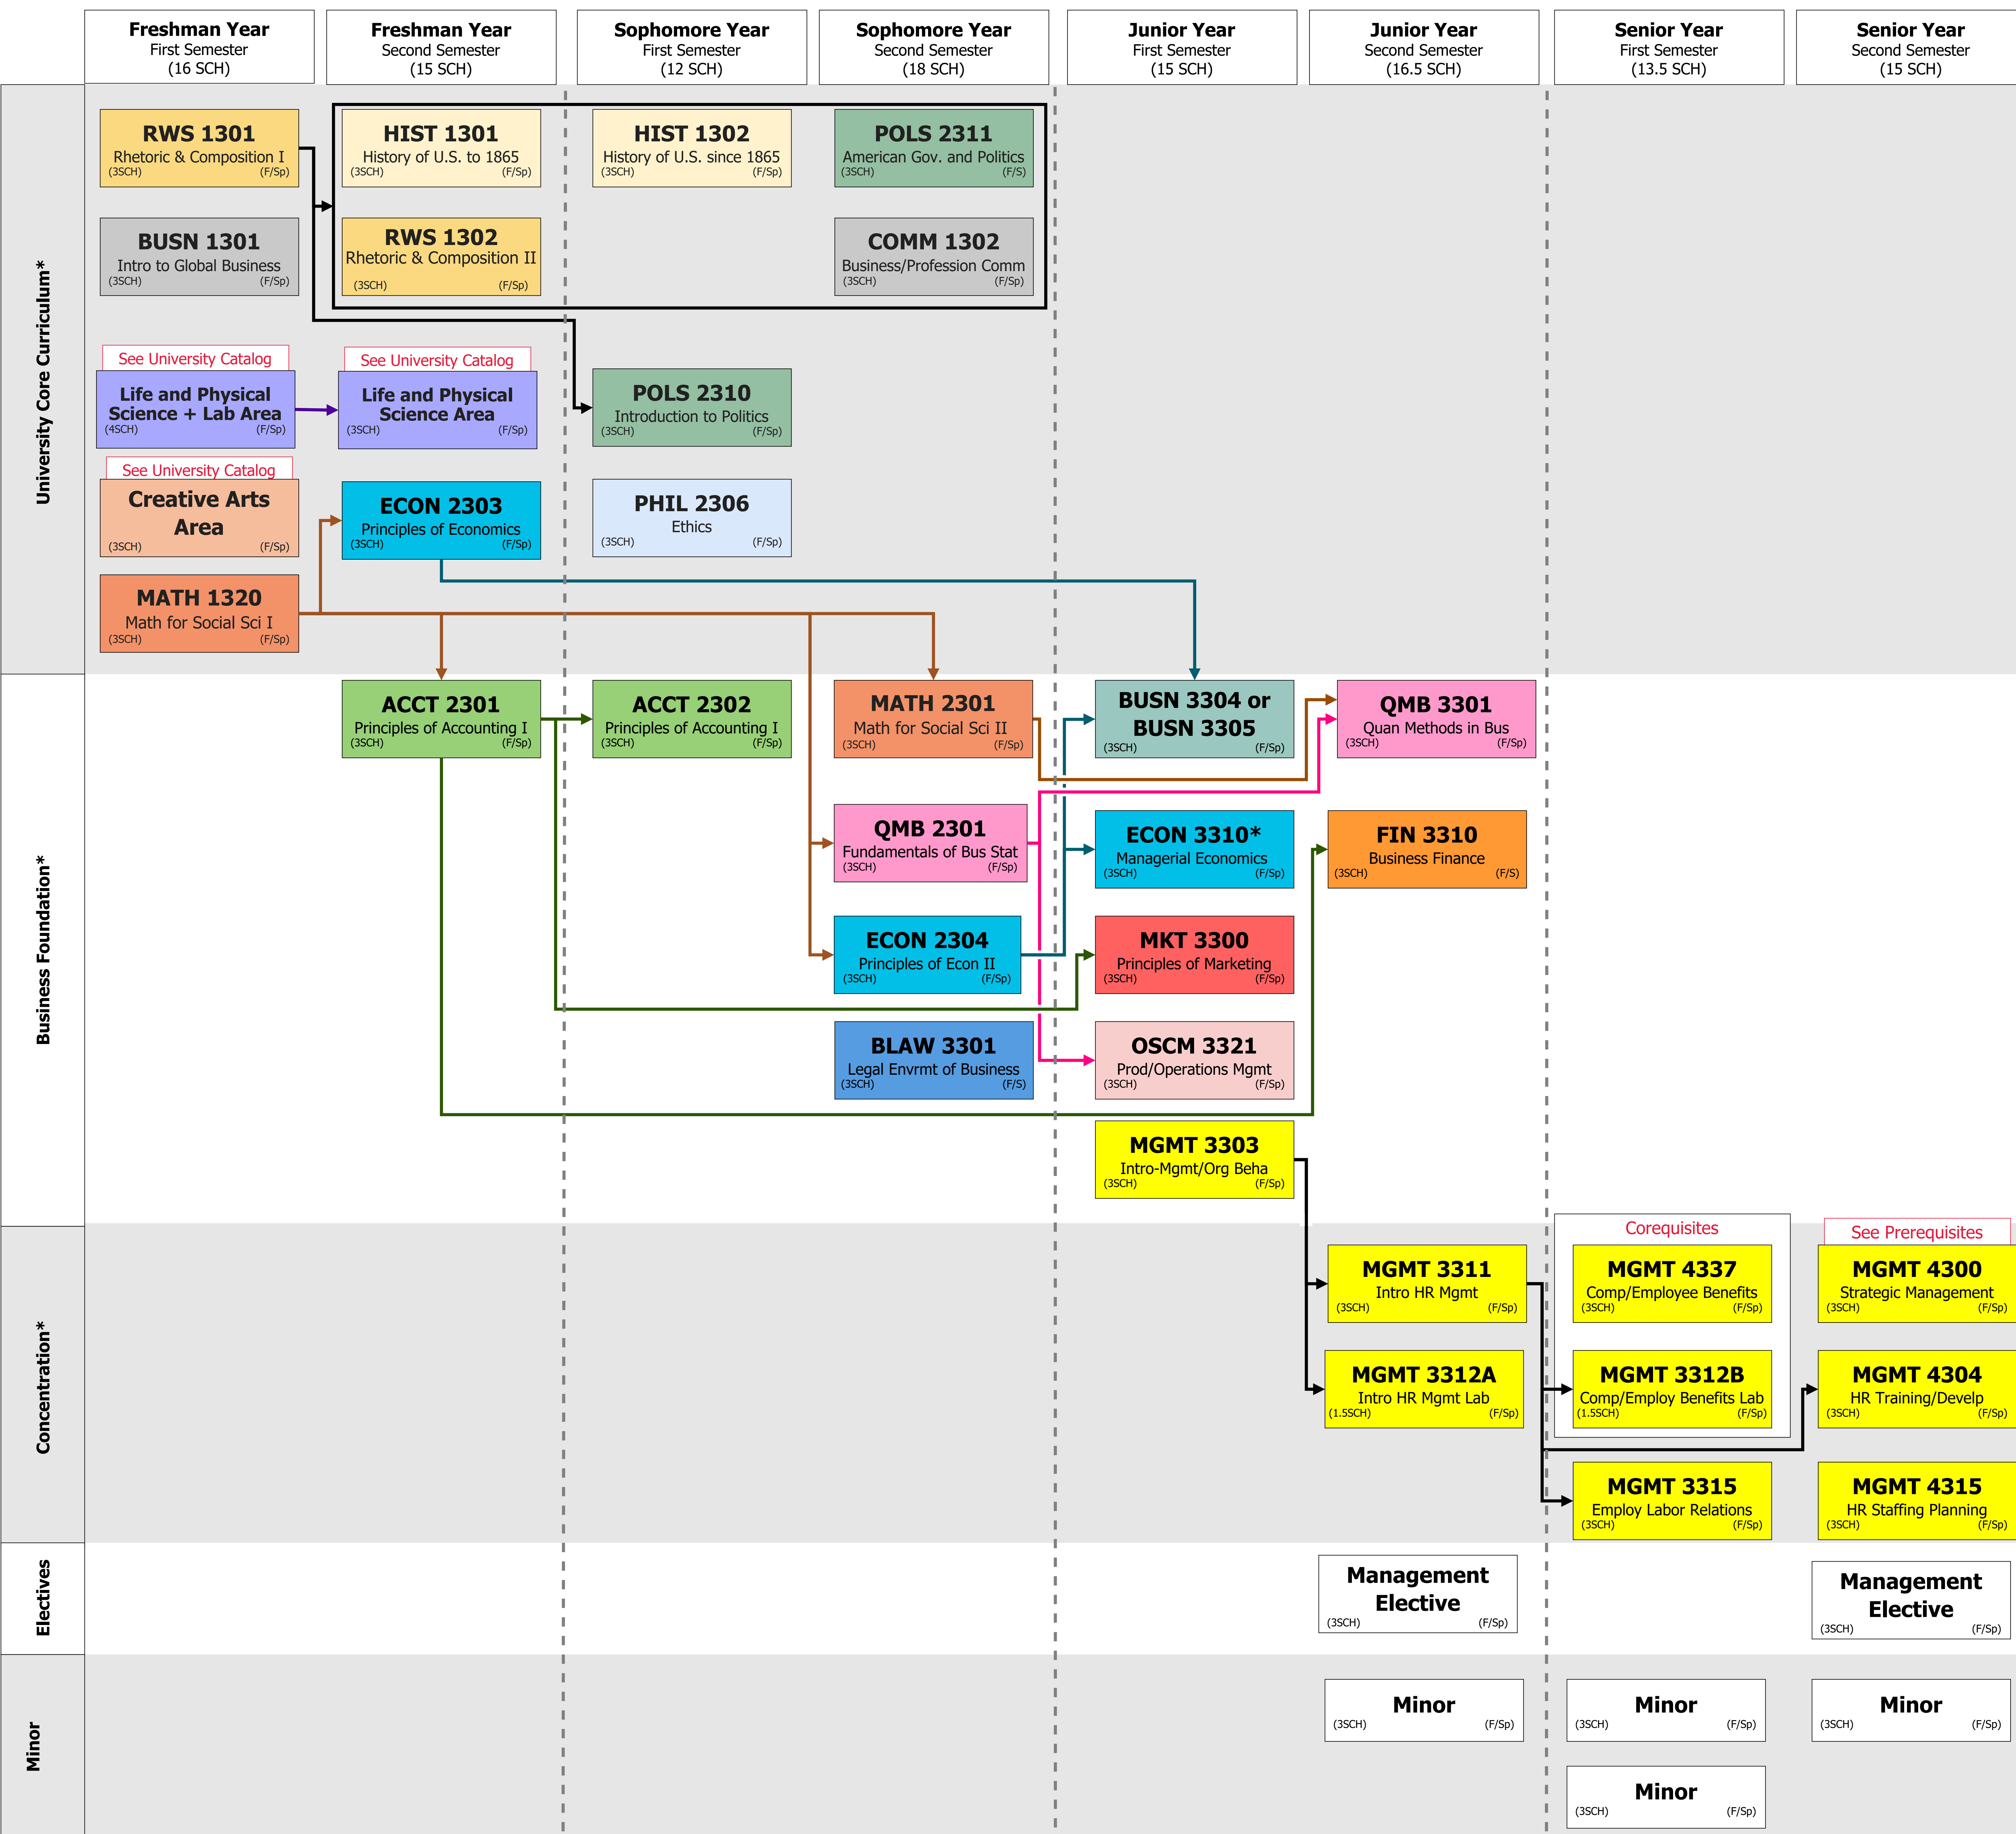 Freshman Year
First Semester
(16 SCH)
Freshman Year
Second Semester
(15 SCH)
Sophomore Year
First Semester
(12 SCH)
Sophomore Year
Second Semester
(18 SCH)
Junior Year
First Semester
(15 SCH)
Junior Year
Second Semester
(16.5 SCH)
Senior Year
First Semester
(13.5 SCH)
Senior Year
Second Semester
(15 SCH)
University Core Curriculum*
RWS 1301
Rhetoric & Composition I
(3SCH) (F/Sp)
HIST 1301
History of U.S. to 1865
(3SCH) (F/Sp)
HIST 1302
History of U.S. since 1865
(3SCH) (F/Sp)
POLS 2311
American Gov. and Politics
(3SCH) (F/S)
BUSN 1301
Intro to Global Business
(3SCH) (F/Sp)
RWS 1302
Rhetoric & Composition II
(3SCH) (F/Sp)
COMM 1302
Business/Profession Comm
(3SCH) (F/Sp)
See University Catalog
Life and Physical
Science + Lab Area
(4SCH) (F/Sp)
See University Catalog
Life and Physical
Science Area
(3SCH) (F/Sp)
POLS 2310
Introduction to Politics
(3SCH) (F/Sp)
See University Catalog
Creative Arts
Area
(3SCH) (F/Sp)
ECON 2303
Principles of Economics
(3SCH) (F/Sp)
PHIL 2306
Ethics
(3SCH) (F/Sp)
MATH 1320
Math for Social Sci I
(3SCH) (F/Sp)
Business Foundation*
ACCT 2301
Principles of Accounting I
(3SCH) (F/Sp)
ACCT 2302
Principles of Accounting I
(3SCH) (F/Sp)
MATH 2301
Math for Social Sci II
(3SCH) (F/Sp)
BUSN 3304 or
BUSN 3305
(3SCH) (F/Sp)
QMB 3301
Quan Methods in Bus
(3SCH) (F/Sp)
QMB 2301
Fundamentals of Bus Stat
(3SCH) (F/Sp)
ECON 3310*
Managerial Economics
(3SCH) (F/Sp)
FIN 3310
Business Finance
(3SCH) (F/S)
ECON 2304
Principles of Econ II
(3SCH) (F/Sp)
MKT 3300
Principles of Marketing
(3SCH) (F/Sp)
BLAW 3301
Legal Envrmt of Business
(3SCH) (F/S)
OSCM 3321
Prod/Operations Mgmt
(3SCH) (F/Sp)
MGMT 3303
Intro-Mgmt/Org Beha
(3SCH) (F/Sp)
Concentration*
Corequisites
See Prerequisites
MGMT 3311
Intro HR Mgmt
(3SCH) (F/Sp)
MGMT 4337
Comp/Employee Benefits
(3SCH) (F/Sp)
MGMT 4300
Strategic Management
(3SCH) (F/Sp)
MGMT 3312A
Intro HR Mgmt Lab
(1.5SCH) (F/Sp)
MGMT 3312B
Comp/Employ Benefits Lab
(1.5SCH) (F/Sp)
MGMT 4304
HR Training/Develp
(3SCH) (F/Sp)
MGMT 3315
Employ Labor Relations
(3SCH) (F/Sp)
MGMT 4315
HR Staffing Planning
(3SCH) (F/Sp)
Electives
Management
Elective
(3SCH) (F/Sp)
Management
Elective
(3SCH) (F/Sp)
Minor
Minor
(3SCH) (F/Sp)
Minor
(3SCH) (F/Sp)
Minor
(3SCH) (F/Sp)
Minor
(3SCH) (F/Sp)